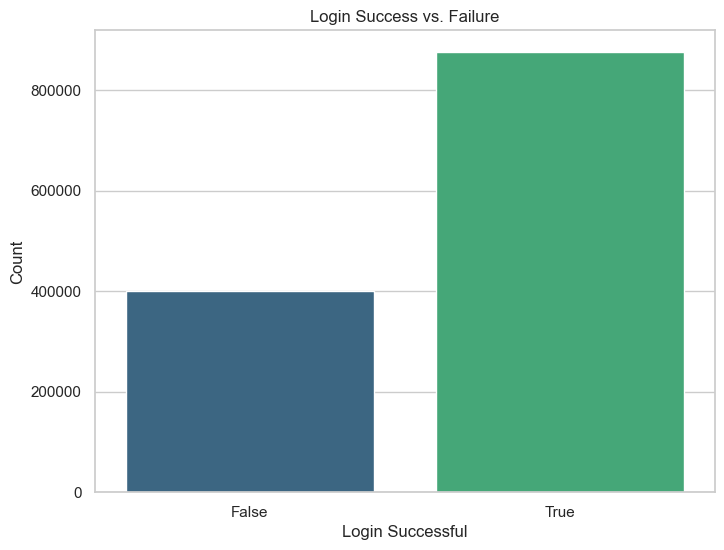 Login Success vs. Failure
Count
800000
600000
400000
200000
0
False
True
Login Successful